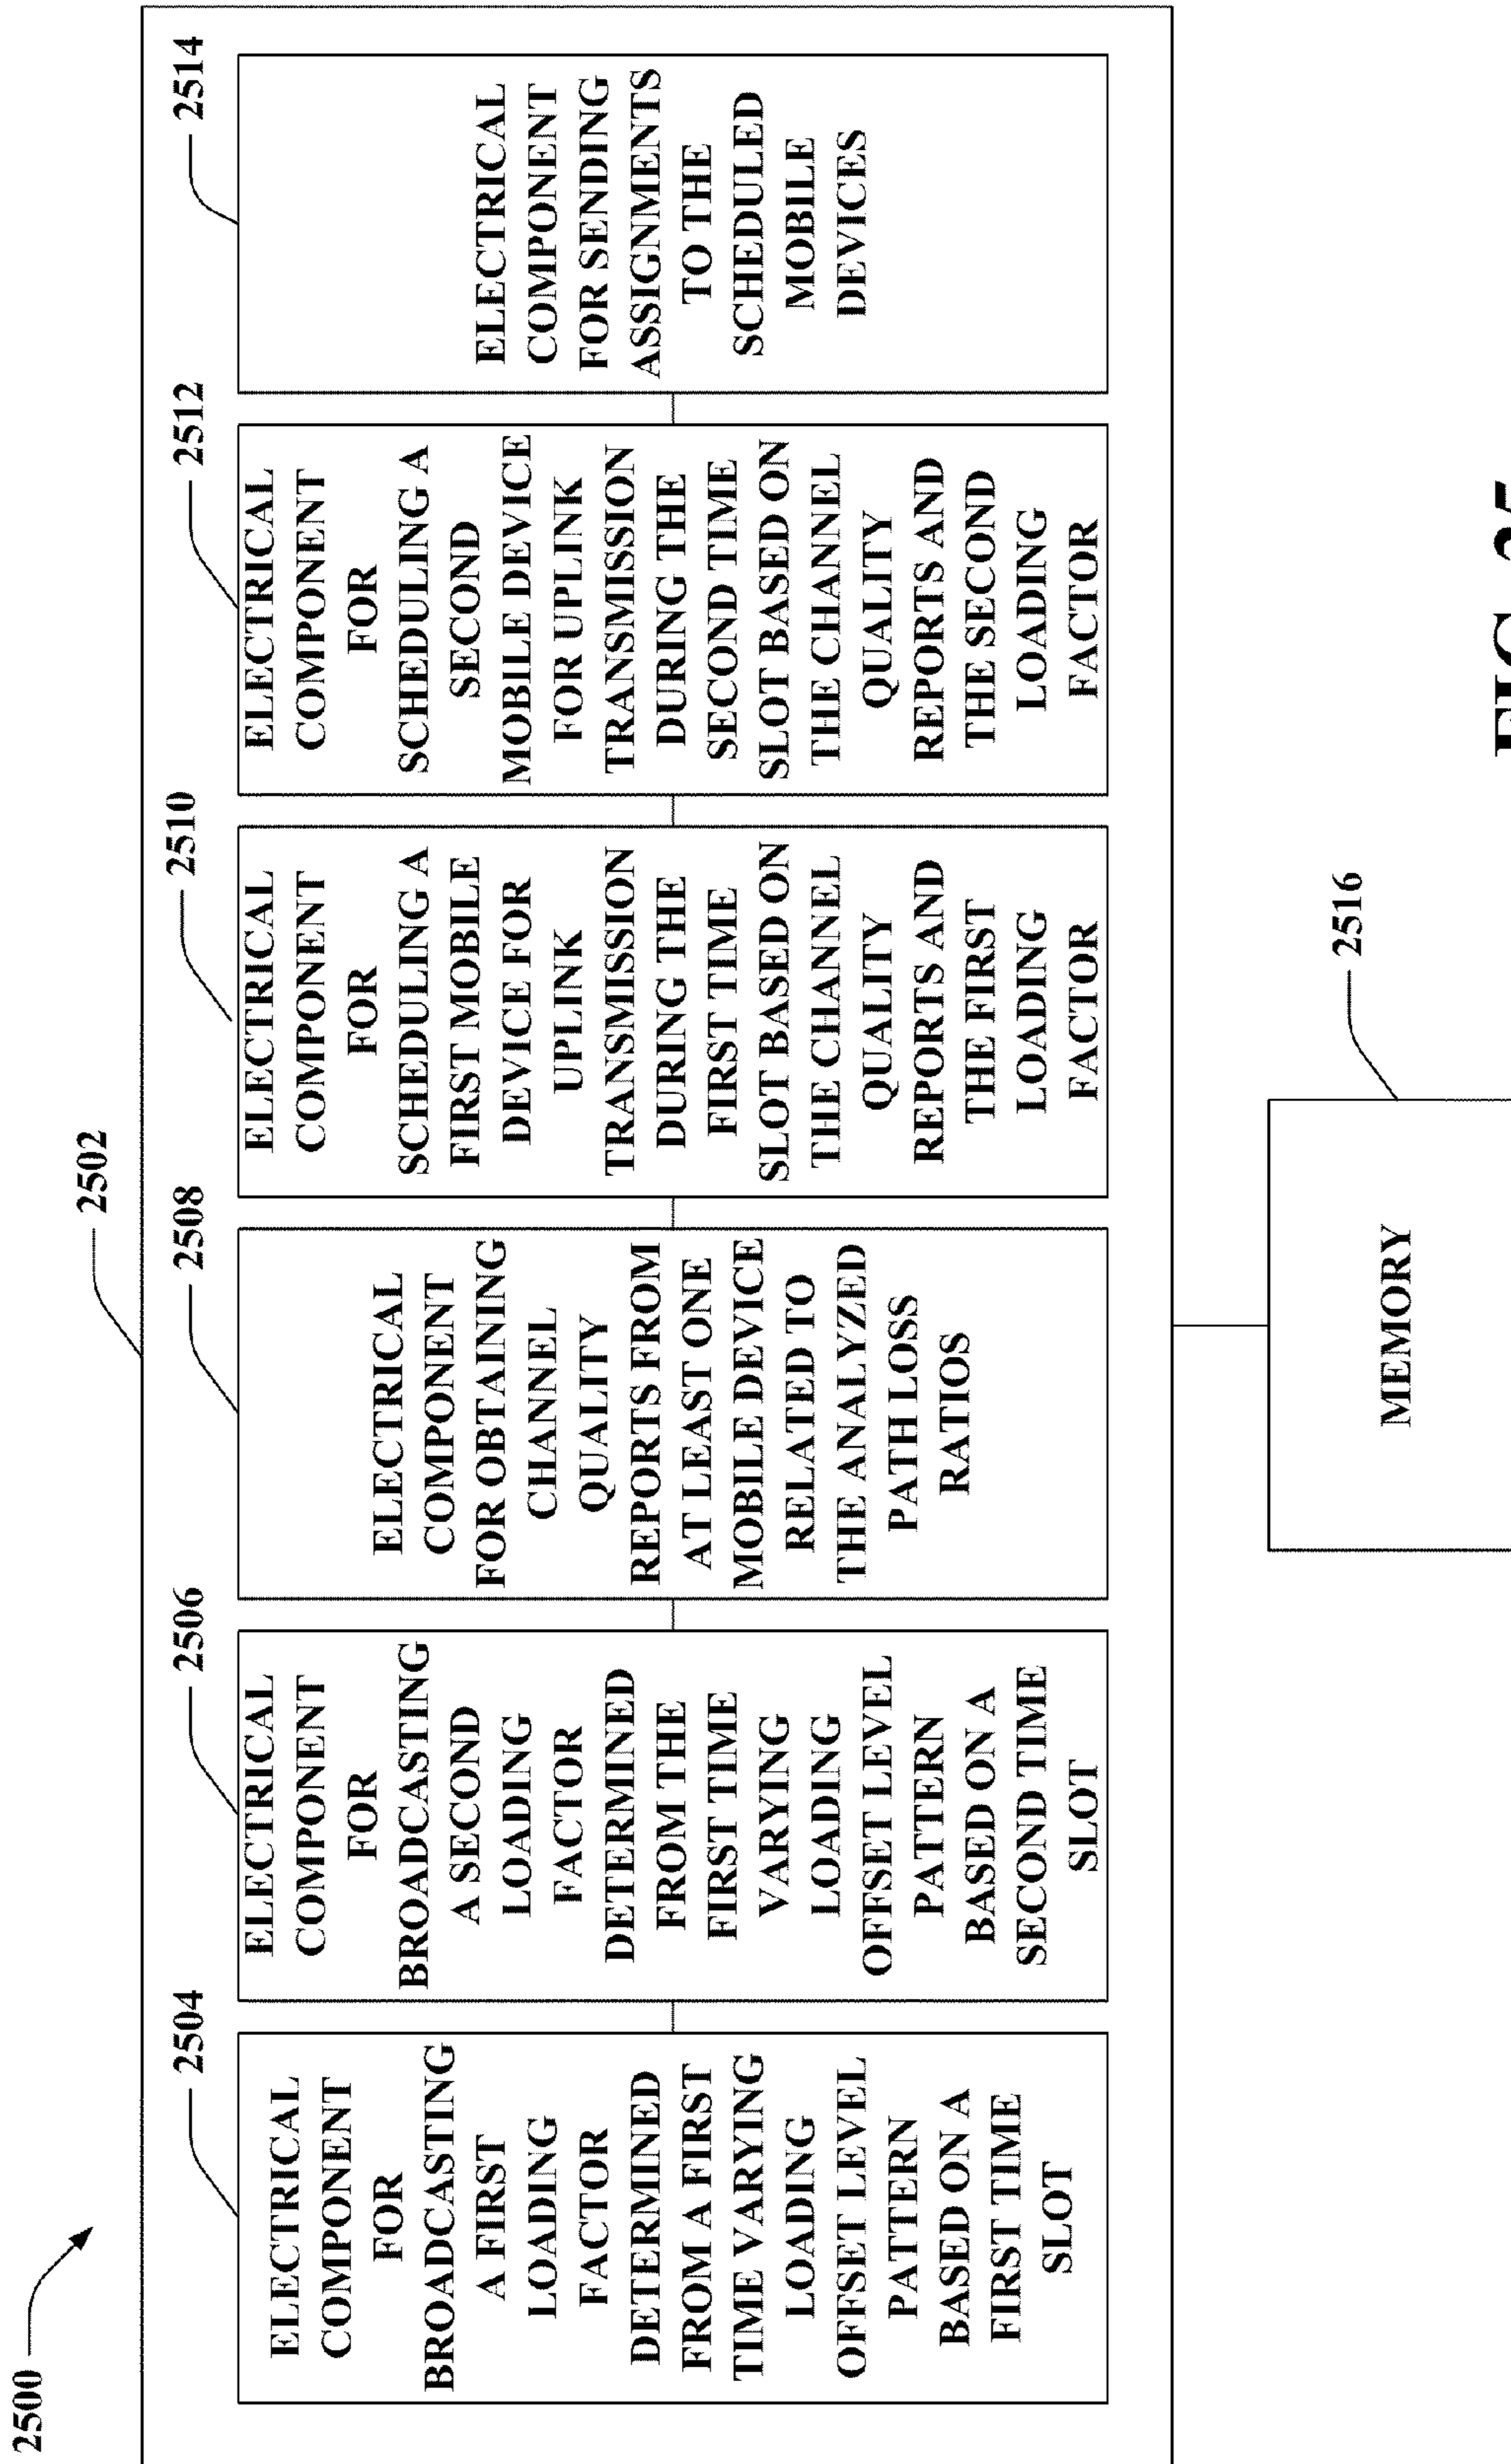 2500
2502
2504
ELECTRICAL
COMPONENT
FOR
BROADCASTING
A FIRST
LOADING
FACTOR
DETERMINED
FROM A FIRST
TIME VARYING
LOADING
OFFSET LEVEL
PATTERN
BASED ON A
FIRST TIME
SLOT
2506
ELECTRICAL
COMPONENT
FOR
BROADCASTING
A SECOND
LOADING
FACTOR
DETERMINED
FROM THE
FIRST TIME
VARYING
LOADING
OFFSET LEVEL
PATTERN
BASED ON A
SECOND TIME
SLOT
2508
ELECTRICAL
COMPONENT
FOR OBTAINING
CHANNEL
QUALITY
REPORTS FROM
AT LEAST ONE
MOBILE DEVICE
RELATED TO
THE ANALYZED
PATH LOSS
RATIOS
2510
ELECTRICAL
COMPONENT
FOR
SCHEDULING A
FIRST MOBILE
DEVICE FOR
UPLINK
TRANSMISSION
DURING THE
FIRST TIME
SLOT BASED ON
THE CHANNEL
QUALITY
REPORTS AND
THE FIRST
LOADING
FACTOR
2512
ELECTRICAL
COMPONENT
FOR
SCHEDULING A
SECOND
MOBILE DEVICE
FOR UPLINK
TRANSMISSION
DURING THE
SECOND TIME
SLOT BASED ON
THE CHANNEL
QUALITY
REPORTS AND
THE SECOND
LOADING
FACTOR
2514
ELECTRICAL
COMPONENT
FOR SENDING
ASSIGNMENTS
TO THE
SCHEDULED
MOBILE
DEVICES
2516
MEMORY